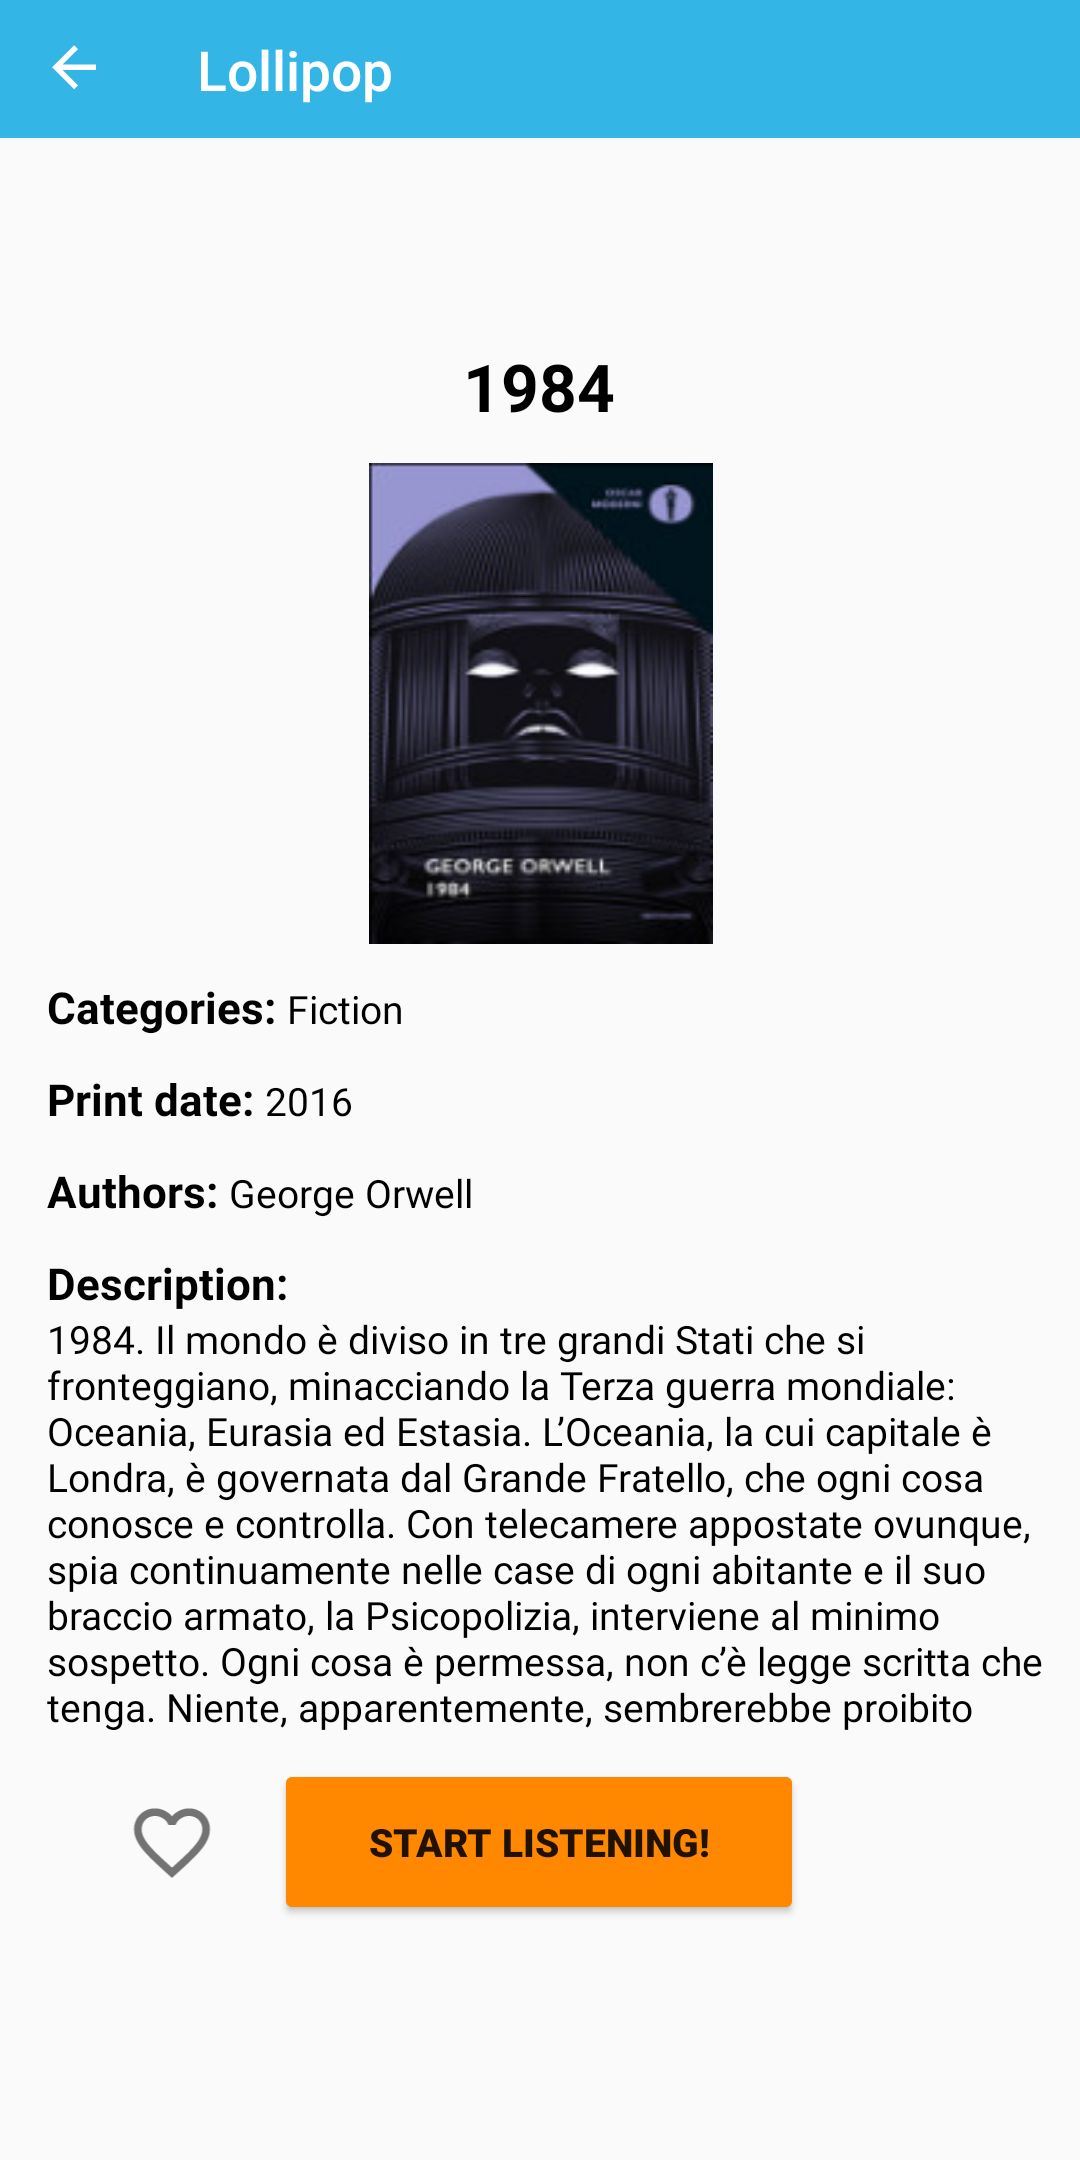 Lollipop
1984
OSCAR
MODERNI
GEORGE ORWELL
1984
Categories: Fiction
Print date: 2016
Authors: George Orwell
Description:
1984. Il mondo è diviso in tre grandi Stati che si
fronteggiano, minacciando la Terza guerra mondiale:
Oceania, Eurasia ed Estasia. L’Oceania, la cui capitale è
Londra, è governata dal Grande Fratello, che ogni cosa
conosce e controlla. Con telecamere appostate ovunque,
spia continuamente nelle case di ogni abitante e il suo
braccio armato, la Psicopolizia, interviene al minimo
sospetto. Ogni cosa è permessa, non c’è legge scritta che
tenga. Niente, apparentemente, sembrerebbe proibito
START LISTENING!